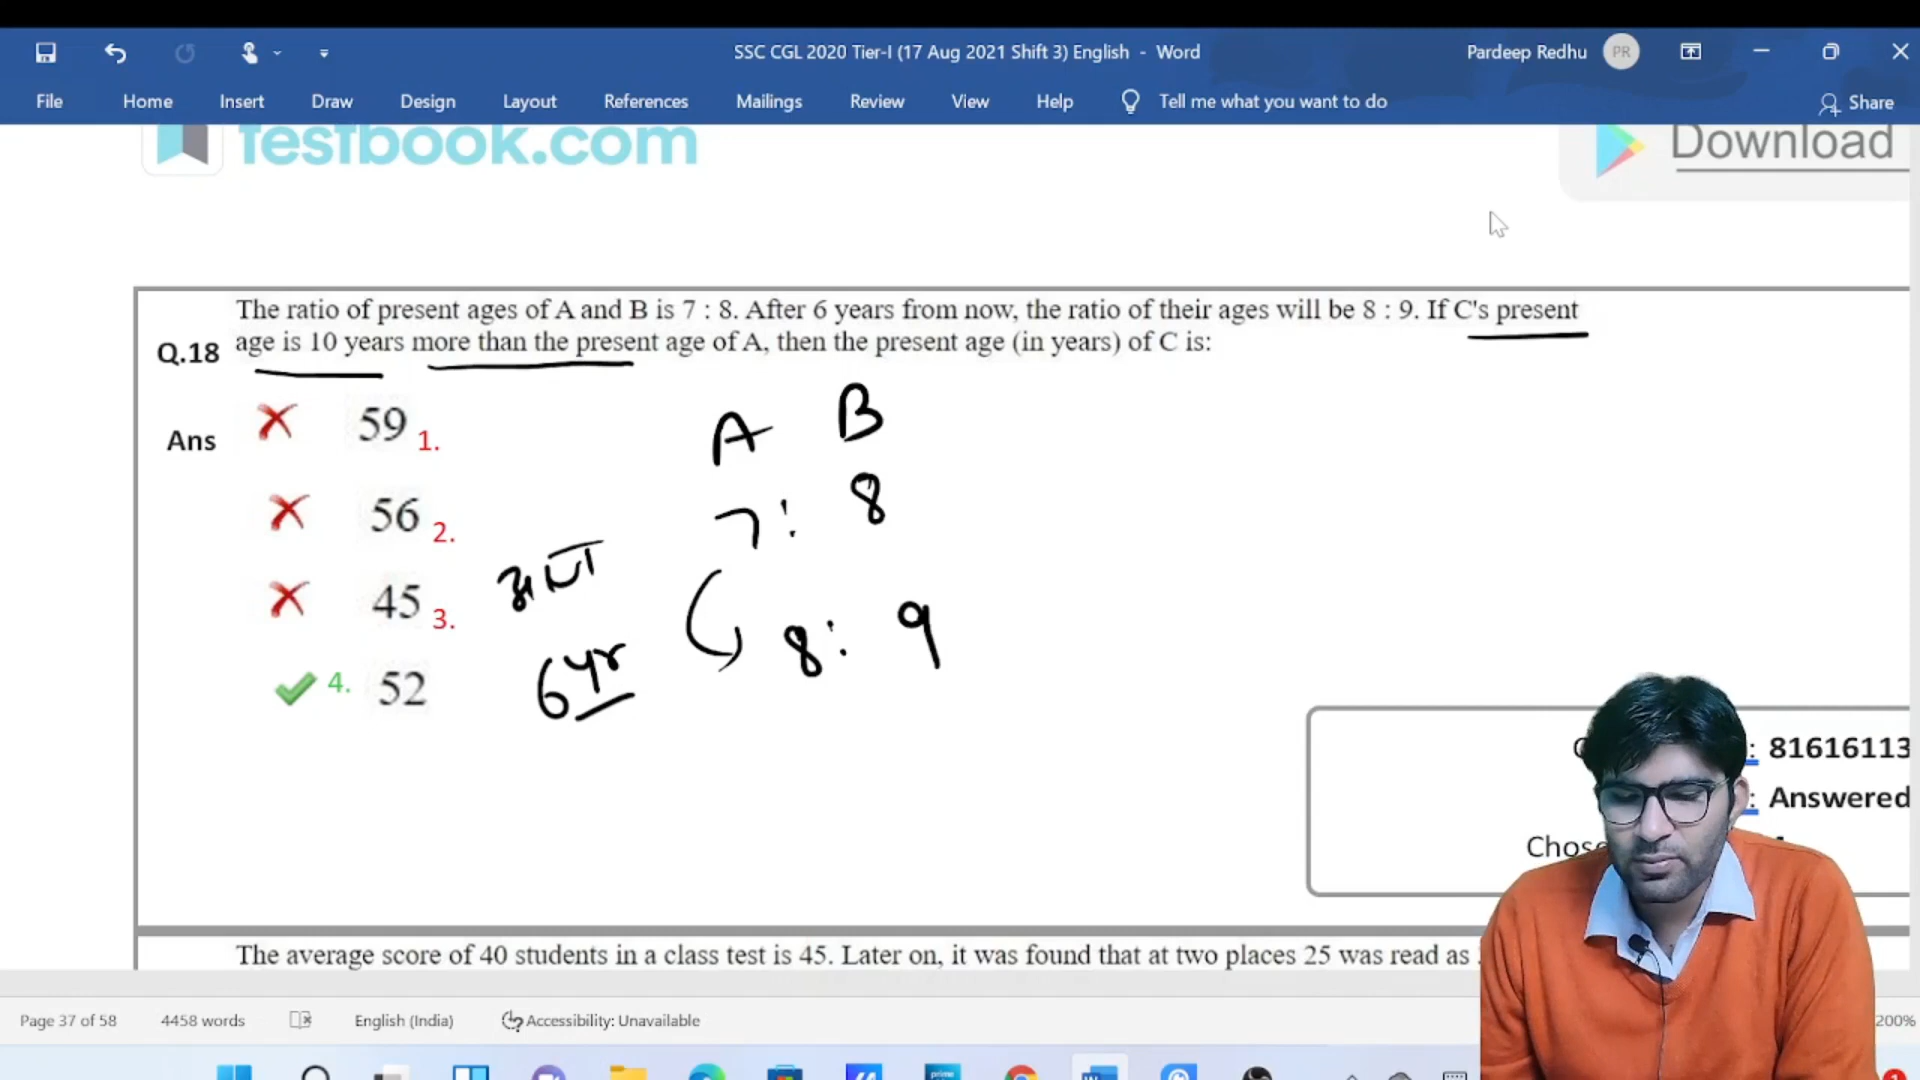 SSC CGL 2020 Tier-I (17 Aug 2021 Shift 3) English - Word
Pardeep Redhu PR
File Home Insert Draw Design Layout References Mailings Review View Help Tell me what you want to do Share
testbook.com
Download
Q.18 The ratio of present ages of A and B is 7 : 8. After 6 years from now, the ratio of their ages will be 8 : 9. If C's present
age is 10 years more than the present age of A, then the present age (in years) of C is:
Ans
59 1.
56 2.
45 3.
4. 52
A B
7 : 8
8 : 9
6 yr
: 81616113
: Answered
Chose
The average score of 40 students in a class test is 45. Later on, it was found that at two places 25 was read as
Page 37 of 58 4458 words English (India) Accessibility: Unavailable 200%
prime